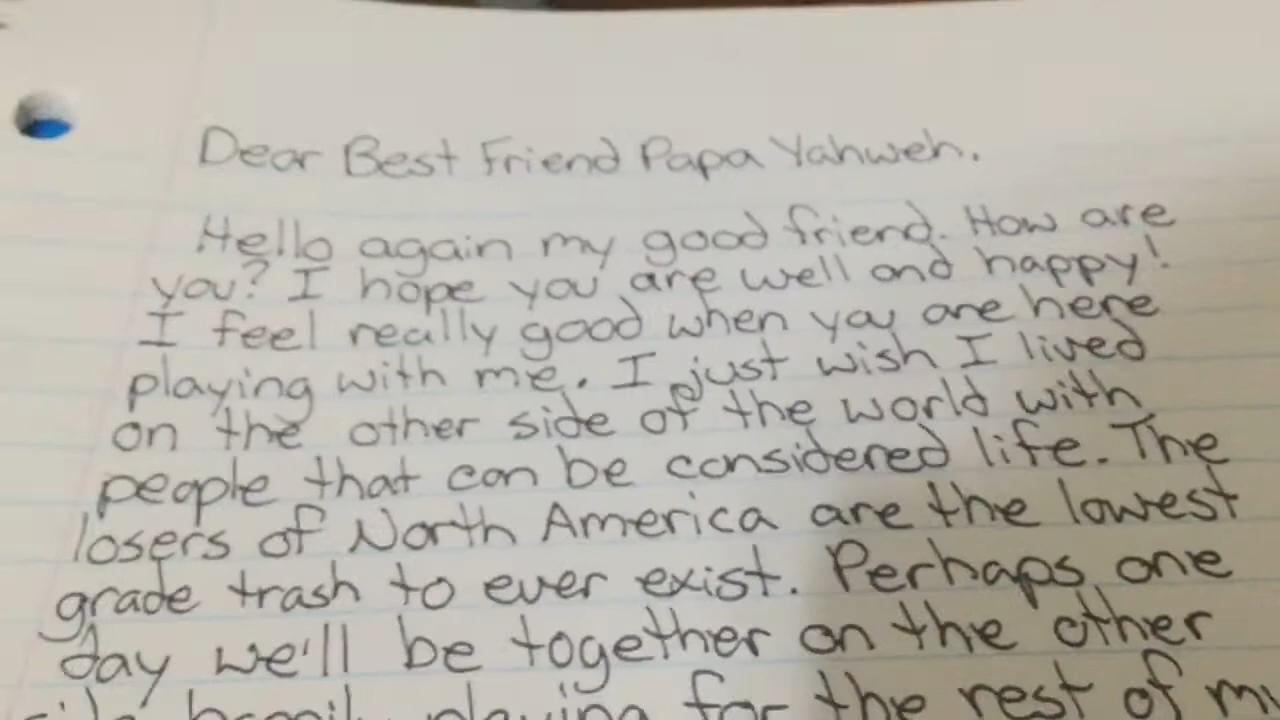 Dear Best Friend Papa Yahweh.
Hello again my good friend. How are
you? I hope you are well and happy!
I feel really good when you are here
playing with me. I just wish I lived
on the other side of the world with
people that can be considered life. The
losers of North America are the lowest
grade trash to ever exist. Perhaps one
day we'll be together on the other
playing for the rest of my